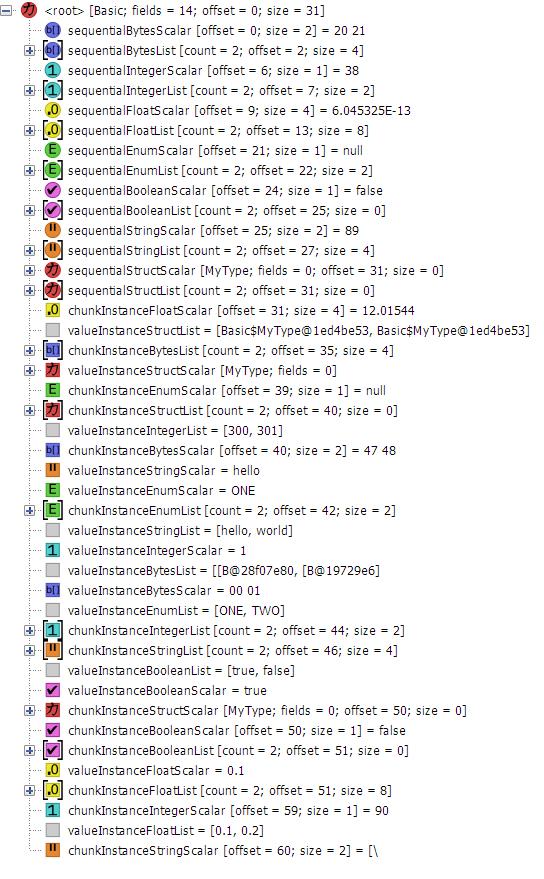 <root> [Basic; fields = 14; offset = 0; size = 31]
sequentialBytesScalar [offset = 0; size = 2] = 20 21
sequentialBytesList [count = 2; offset = 2; size = 4]
sequentialIntegerScalar [offset = 6; size = 1] = 38
sequentialIntegerList [count = 2; offset = 7; size = 2]
sequentialFloatScalar [offset = 9; size = 4] = 6.045325E-13
sequentialFloatList [count = 2; offset = 13; size = 8]
sequentialEnumScalar [offset = 21; size = 1] = null
sequentialEnumList [count = 2; offset = 22; size = 2]
sequentialBooleanScalar [offset = 24; size = 1] = false
sequentialBooleanList [count = 2; offset = 25; size = 0]
sequentialStringScalar [offset = 25; size = 2] = 89
sequentialStringList [count = 2; offset = 27; size = 4]
sequentialStructScalar [MyType; fields = 0; offset = 31; size = 0]
sequentialStructList [count = 2; offset = 31; size = 0]
chunkInstanceFloatScalar [offset = 31; size = 4] = 12.01544
valueInstanceStructList = [Basic$MyType@1ed4be53, Basic$MyType@1ed4be53]
chunkInstanceBytesList [count = 2; offset = 35; size = 4]
valueInstanceStructScalar [MyType; fields = 0]
chunkInstanceEnumScalar [offset = 39; size = 1] = null
chunkInstanceStructList [count = 2; offset = 40; size = 0]
valueInstanceIntegerList = [300, 301]
chunkInstanceBytesScalar [offset = 40; size = 2] = 47 48
valueInstanceStringScalar = hello
valueInstanceEnumScalar = ONE
chunkInstanceEnumList [count = 2; offset = 42; size = 2]
valueInstanceStringList = [hello, world]
valueInstanceIntegerScalar = 1
valueInstanceBytesList = [[B@28f07e80, [B@19729e6]
valueInstanceBytesScalar = 00 01
valueInstanceEnumList = [ONE, TWO]
chunkInstanceIntegerList [count = 2; offset = 44; size = 2]
chunkInstanceStringList [count = 2; offset = 46; size = 4]
valueInstanceBooleanList = [true, false]
valueInstanceBooleanScalar = true
chunkInstanceStructScalar [MyType; fields = 0; offset = 50; size = 0]
chunkInstanceBooleanScalar [offset = 50; size = 1] = false
chunkInstanceBooleanList [count = 2; offset = 51; size = 0]
valueInstanceFloatScalar = 0.1
chunkInstanceFloatList [count = 2; offset = 51; size = 8]
chunkInstanceIntegerScalar [offset = 59; size = 1] = 90
valueInstanceFloatList = [0.1, 0.2]
chunkInstanceStringScalar [offset = 60; size = 2] = [\